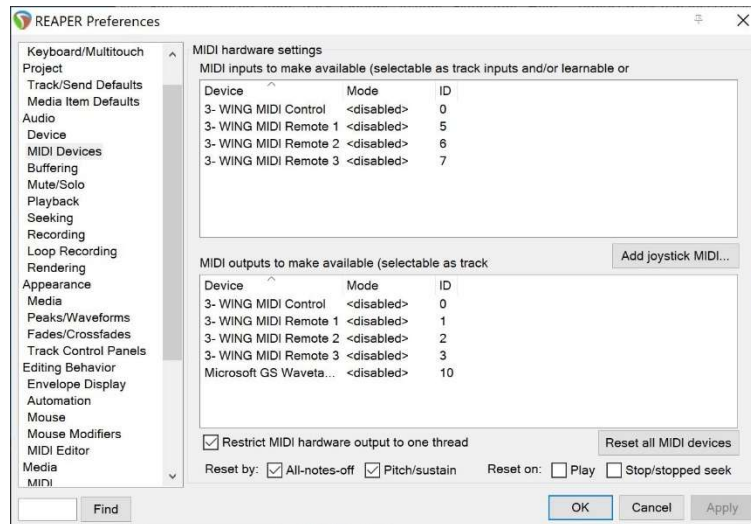 REAPER Preferences
Keyboard/Multitouch
Project
Track/Send Defaults
Media Item Defaults
Audio
Device
MIDI Devices
Buffering
Mute/Solo
Playback
Seeking
Recording
Loop Recording
Rendering
Appearance
Media
Peaks/Waveforms
Fades/Crossfades
Track Control Panels
Editing Behavior
Envelope Display
Automation
Mouse
Mouse Modifiers
MIDI Editor
Media
MIDI
Find
MIDI hardware settings
MIDI inputs to make available (selectable as track inputs and/or learnable or
Device Mode ID
3- WING MIDI Control <disabled> 0
3- WING MIDI Remote 1 <disabled> 5
3- WING MIDI Remote 2 <disabled> 6
3- WING MIDI Remote 3 <disabled> 7
Add joystick MIDI...
MIDI outputs to make available (selectable as track
Device Mode ID
3- WING MIDI Control <disabled> 0
3- WING MIDI Remote 1 <disabled> 1
3- WING MIDI Remote 2 <disabled> 2
3- WING MIDI Remote 3 <disabled> 3
Microsoft GS Waveta... <disabled> 10
Restrict MIDI hardware output to one thread
Reset all MIDI devices
Reset by: All-notes-off Pitch/sustain Reset on: Play Stop/stopped seek
OK Cancel Apply